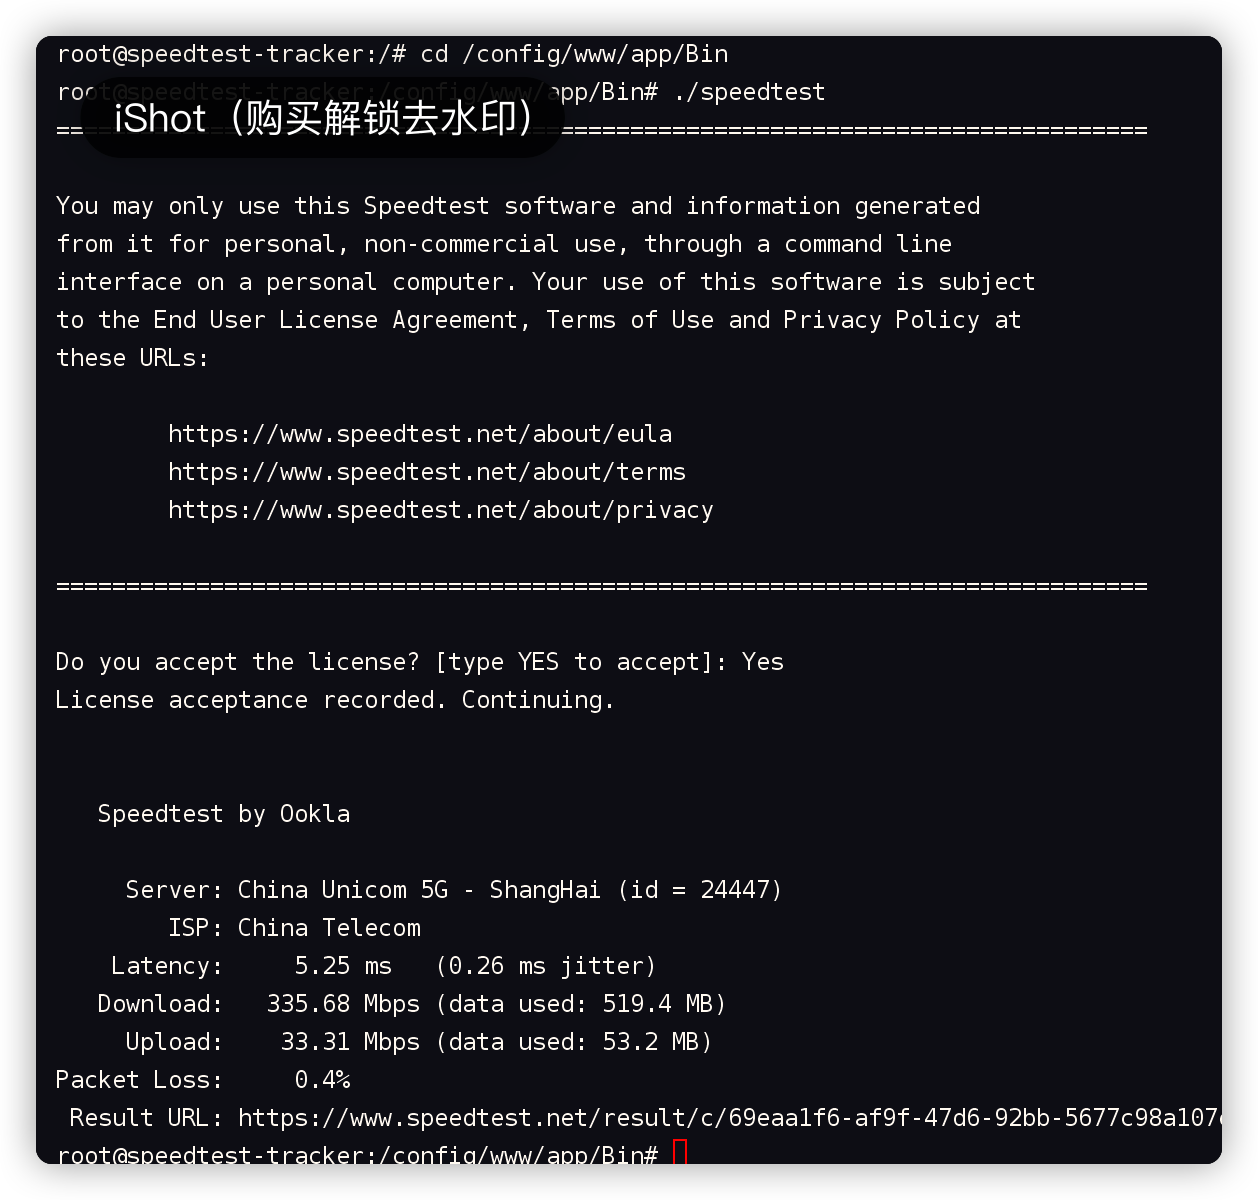 root@speedtest-tracker:/# cd /config/www/app/Bin
root@speedtest-tracker:/config/www/app/Bin# ./speedtest
iShot（购买解锁去水印）
==============================================================================
You may only use this Speedtest software and information generated
from it for personal, non-commercial use, through a command line
interface on a personal computer. Your use of this software is subject
to the End User License Agreement, Terms of Use and Privacy Policy at
these URLs:
https://www.speedtest.net/about/eula
https://www.speedtest.net/about/terms
https://www.speedtest.net/about/privacy
==============================================================================
Do you accept the license? [type YES to accept]: Yes
License acceptance recorded. Continuing.
Speedtest by Ookla
Server: China Unicom 5G - ShangHai (id = 24447)
ISP: China Telecom
Latency: 5.25 ms (0.26 ms jitter)
Download: 335.68 Mbps (data used: 519.4 MB)
Upload: 33.31 Mbps (data used: 53.2 MB)
Packet Loss: 0.4%
Result URL: https://www.speedtest.net/result/c/69eaa1f6-af9f-47d6-92bb-5677c98a107
root@speedtest-tracker:/config/www/app/Bin#